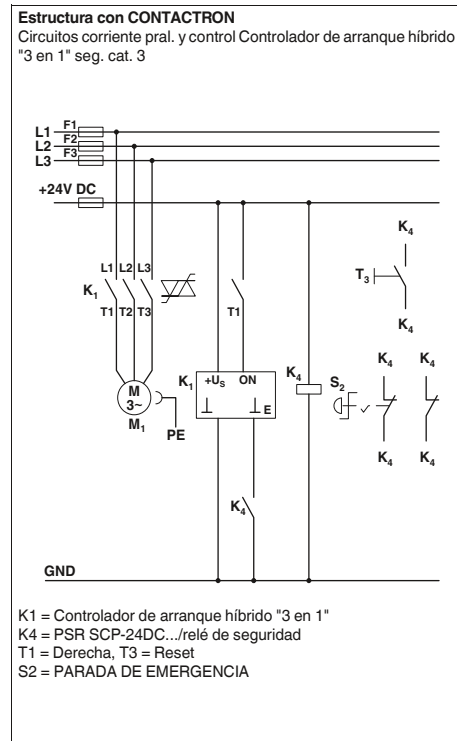 Estructura con CONTACTRON
Circuitos corriente pral. y control Controlador de arranque híbrido
"3 en 1" seg. cat. 3
F1
L1
F2
L2
F3
L3
+24V DC
K4
T3
K4
L1 L2 L3
K1
T1 T2 T3
T1
K1
+US ON
E
K4
S2
K4 K4
K4 K4
M
3~
M1
PE
K4
GND
K1 = Controlador de arranque híbrido "3 en 1"
K4 = PSR SCP-24DC.../relé de seguridad
T1 = Derecha, T3 = Reset
S2 = PARADA DE EMERGENCIA